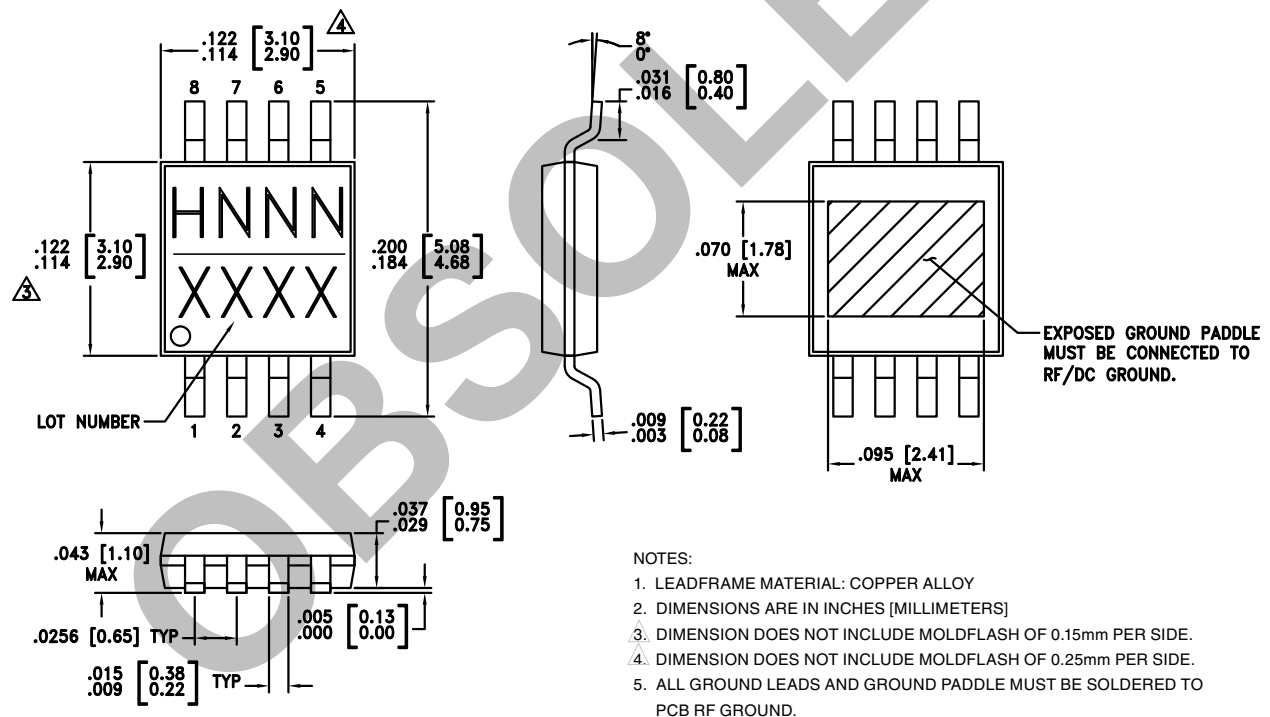 4
.122 [3.10]
.114 [2.90]
8 7 6 5
HNNN
XXXX
.122 [3.10]
.114 [2.90]
3
.200 [5.08]
.184 [4.68]
LOT NUMBER
1 2 3 4
8°
0°
.031 [0.80]
.016 [0.40]
.009 [0.22]
.003 [0.08]
.070 [1.78]
MAX
EXPOSED GROUND PADDLE
MUST BE CONNECTED TO
RF/DC GROUND.
.095 [2.41]
MAX
.037 [0.95]
.029 [0.75]
.043 [1.10]
MAX
.005 [0.13]
.000 [0.00]
.0256 [0.65] TYP
.015 [0.38]
.009 [0.22] TYP
NOTES:
1. LEADFRAME MATERIAL: COPPER ALLOY
2. DIMENSIONS ARE IN INCHES [MILLIMETERS]
3. DIMENSION DOES NOT INCLUDE MOLDFLASH OF 0.15mm PER SIDE.
4. DIMENSION DOES NOT INCLUDE MOLDFLASH OF 0.25mm PER SIDE.
5. ALL GROUND LEADS AND GROUND PADDLE MUST BE SOLDERED TO
PCB RF GROUND.
OBSOLE